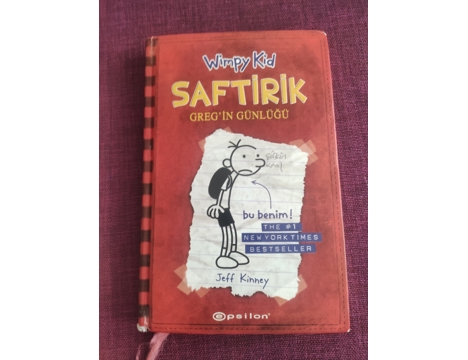 Wimpy Kid
SAFTİRİK
GREG'İN GÜNLÜĞÜ
bu benim!
THE #1
NEW YORK TIMES
BESTSELLER
Jeff Kinney
epsilon